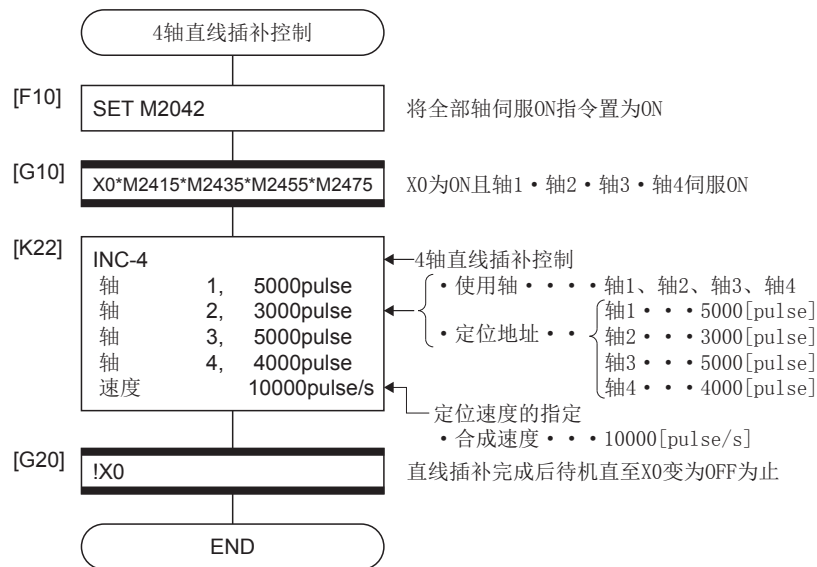 4轴直线插补控制
[F10] SET M2042 将全部轴伺服ON指令置为ON
[G10] X0*M2415*M2435*M2455*M2475 X0为ON且轴1・轴2・轴3・轴4伺服ON
[K22] INC-4 4轴直线插补控制
轴 1, 5000pulse ・使用轴・・・・轴1、轴2、轴3、轴4
轴 2, 3000pulse 轴1・・・5000[pulse]
・定位地址・・ 轴2・・・3000[pulse]
轴 3, 5000pulse 轴3・・・5000[pulse]
轴 4, 4000pulse 轴4・・・4000[pulse]
速度 10000pulse/s
定位速度的指定
・合成速度・・・10000[pulse/s]
[G20] !X0 直线插补完成后待机直至X0变为OFF为止
END